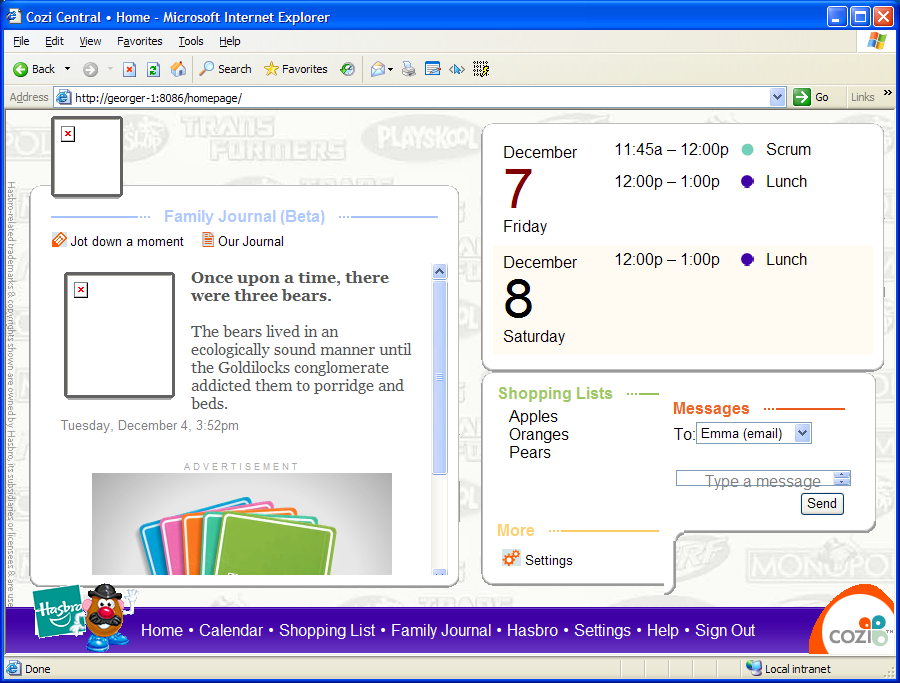 Cozi Central • Home - Microsoft Internet Explorer
File Edit View Favorites Tools Help
Back Search Favorites
Address http://georger-1:8086/homepage/ Go Links »
TRANSFORMERS
PLAYSKOOL
Family Journal (Beta)
Jot down a moment Our Journal
Once upon a time, there
were three bears.
The bears lived in an
ecologically sound manner until
the Goldilocks conglomerate
addicted them to porridge and
beds.
Tuesday, December 4, 3:52pm
ADVERTISEMENT
December
7
Friday
11:45a – 12:00p Scrum
12:00p – 1:00p Lunch
December
8
Saturday
12:00p – 1:00p Lunch
Shopping Lists
Apples
Oranges
Pears
More
Settings
Messages
To: Emma (email)
Type a message
Send
MONOPO
Hasbro-related trademarks & copyrights shown are owned by Hasbro, its subsidiaries or licensees & are use
Hasbro
Home • Calendar • Shopping List • Family Journal • Hasbro • Settings • Help • Sign Out
COZI TM
Done Local intranet